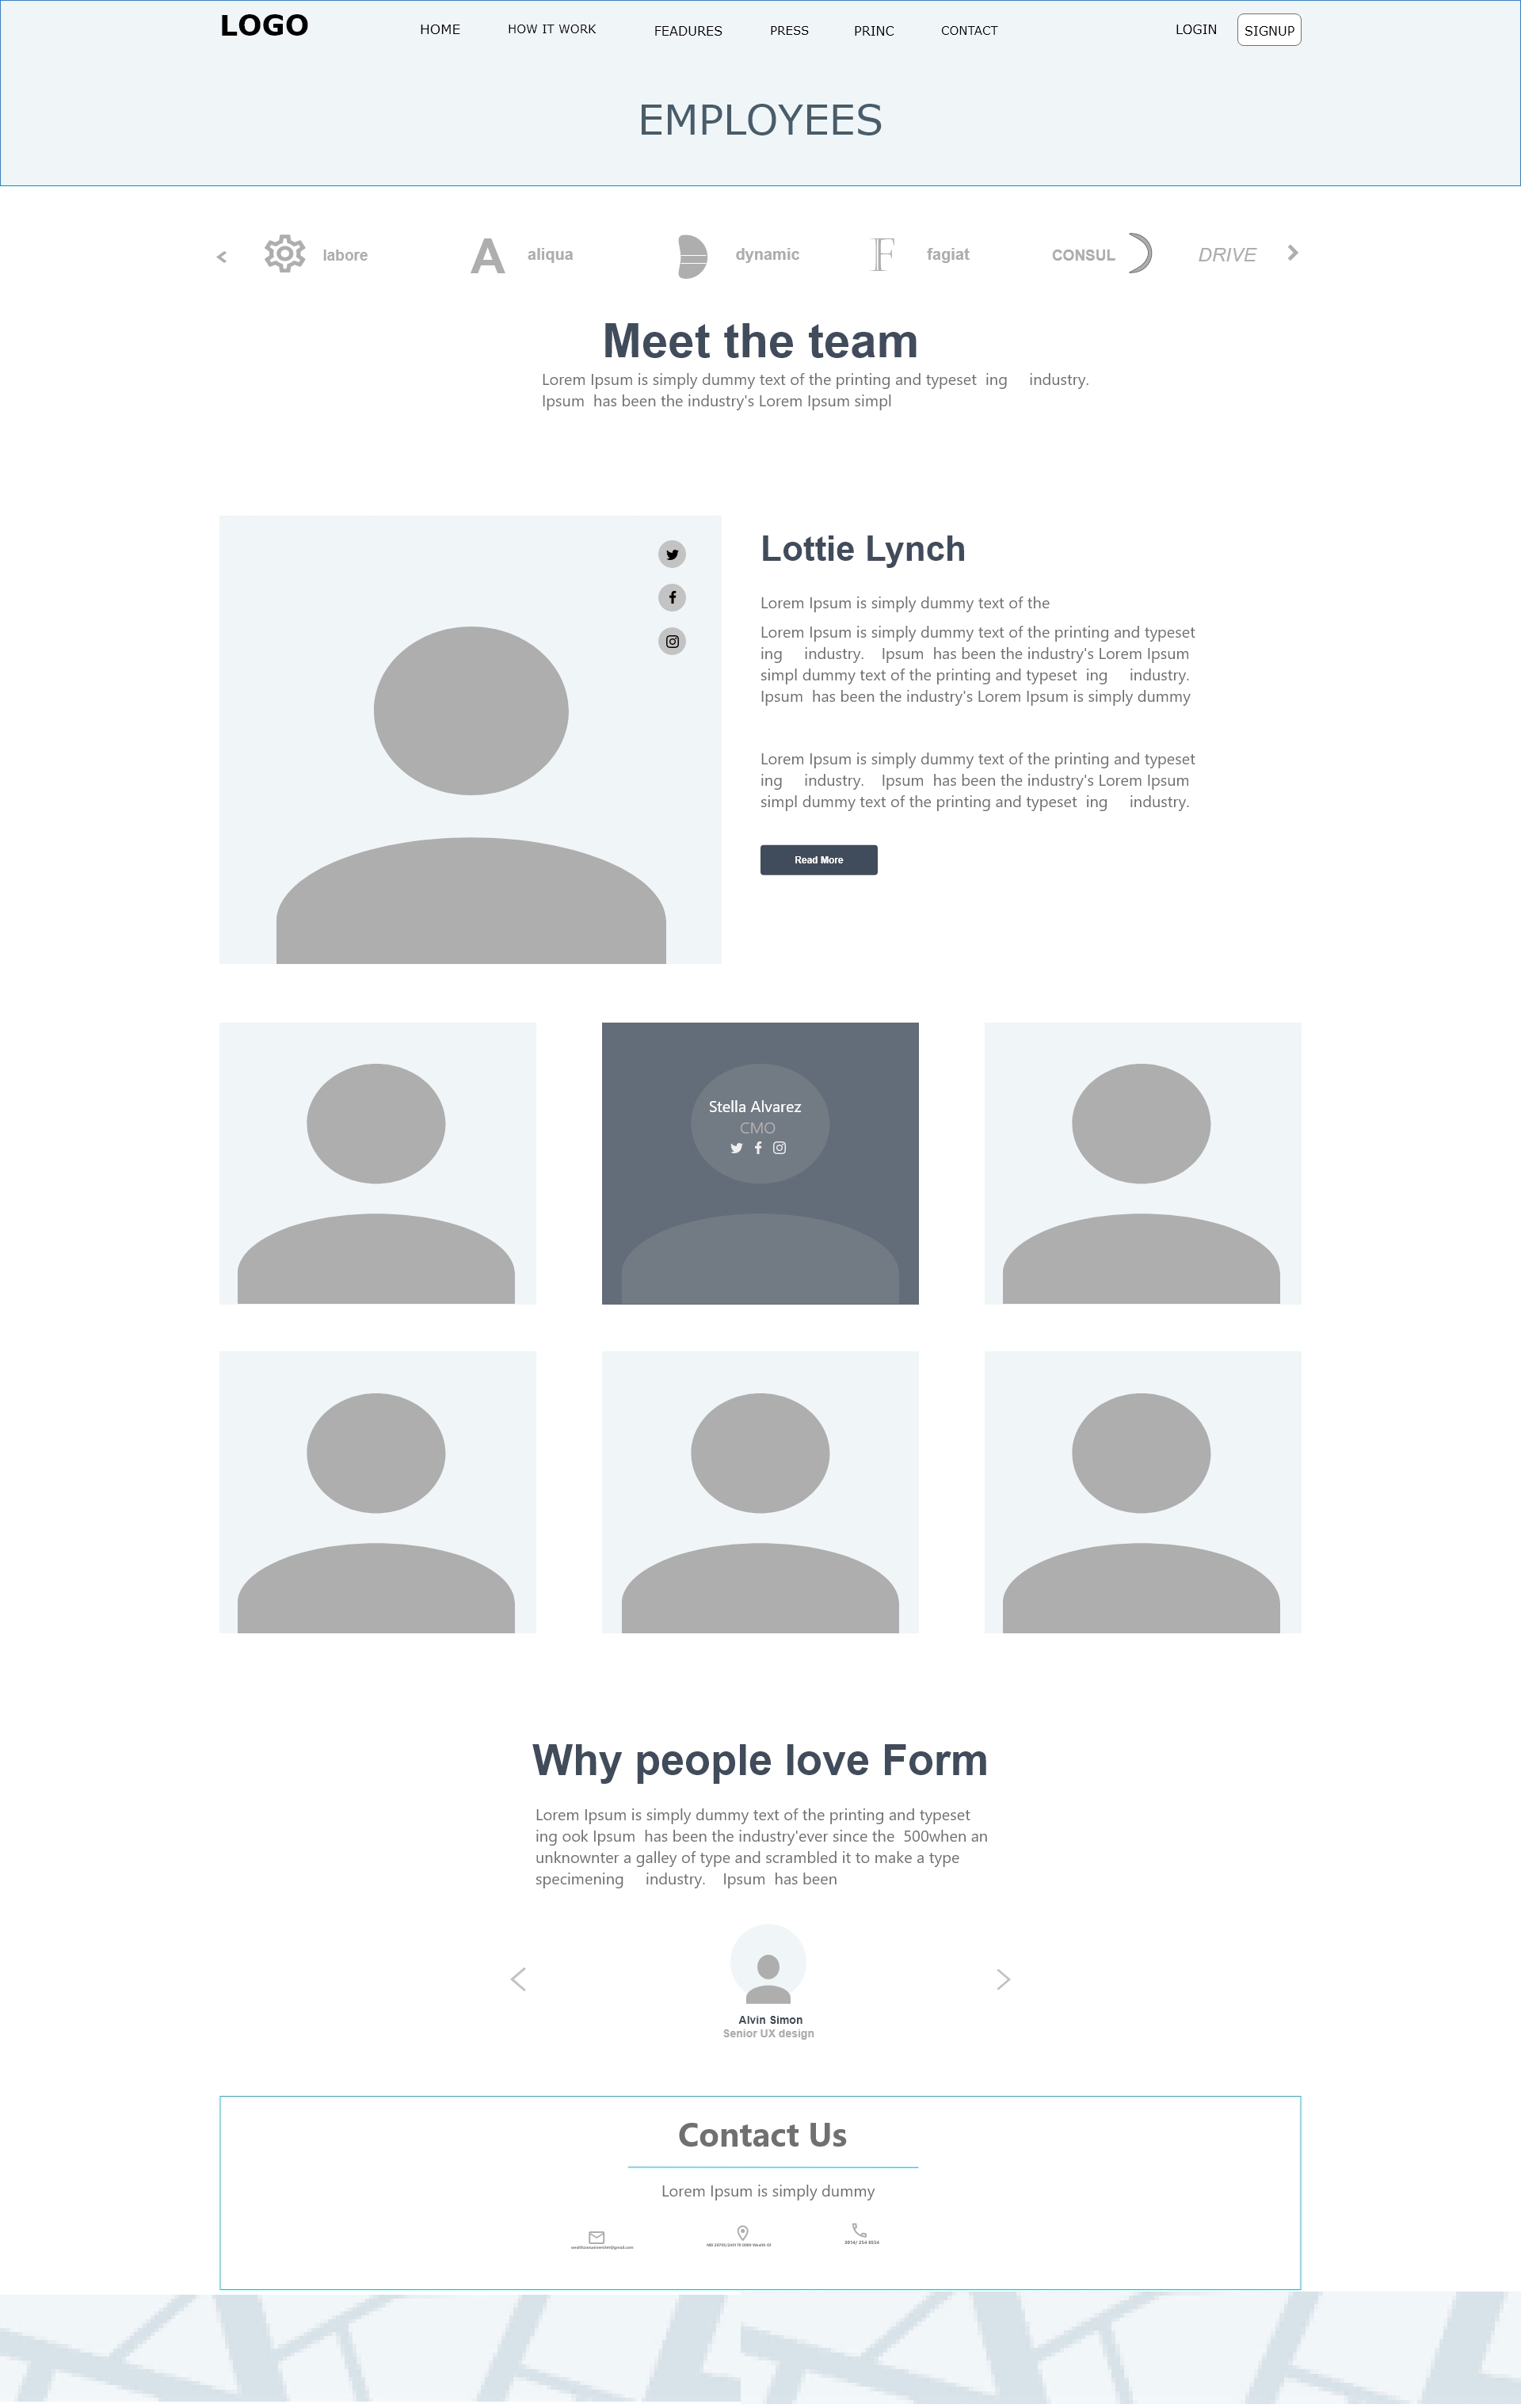 LOGO
HOME
HOW IT WORK
FEADURES
PRESS
PRINC
CONTACT
LOGIN
SIGNUP
EMPLOYEES
labore
A
aliqua
dynamic
F
fagiat
CONSUL
DRIVE
Meet the team
Lorem Ipsum is simply dummy text of the printing and typeset ing industry.
Ipsum has been the industry's Lorem Ipsum simpl
Lottie Lynch
Lorem Ipsum is simply dummy text of the
Lorem Ipsum is simply dummy text of the printing and typeset
ing industry. Ipsum has been the industry's Lorem Ipsum
simpl dummy text of the printing and typeset ing industry.
Ipsum has been the industry's Lorem Ipsum is simply dummy
Lorem Ipsum is simply dummy text of the printing and typeset
ing industry. Ipsum has been the industry's Lorem Ipsum
simpl dummy text of the printing and typeset ing industry.
Read More
Stella Alvarez
CMO
Why people love Form
Lorem Ipsum is simply dummy text of the printing and typeset
ing ook Ipsum has been the industry'ever since the 500when an
unknownter a galley of type and scrambled it to make a type
specimening industry. Ipsum has been
Alvin Simon
Senior UX design
Contact Us
Lorem Ipsum is simply dummy